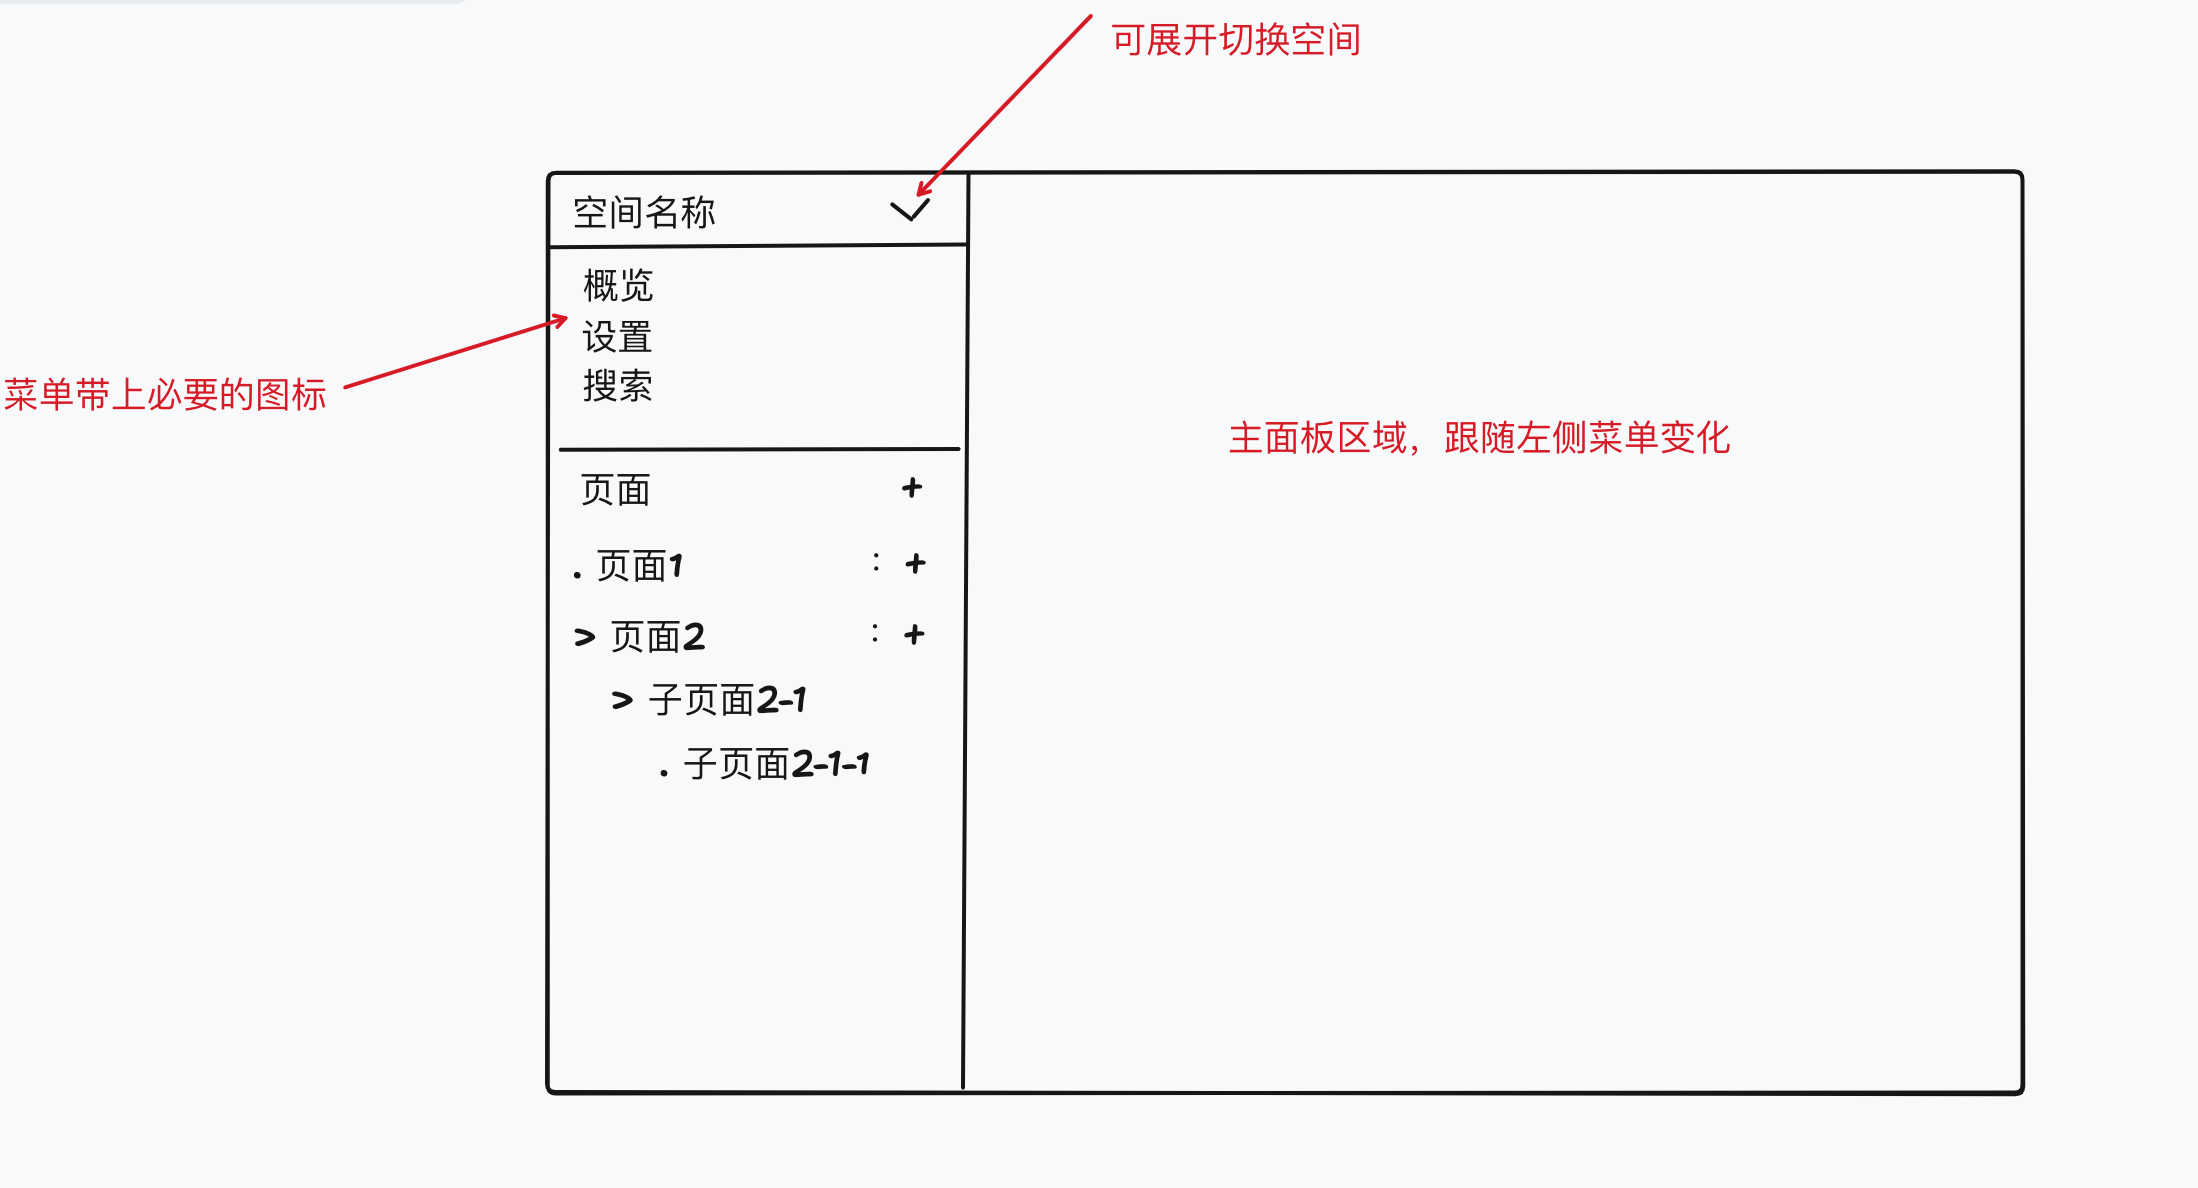 可展开切换空间
空间名称
概览
设置
搜索
菜单带上必要的图标
主面板区域，跟随左侧菜单变化
页面 +
. 页面1 : +
> 页面2 : +
> 子页面2-1
. 子页面2-1-1